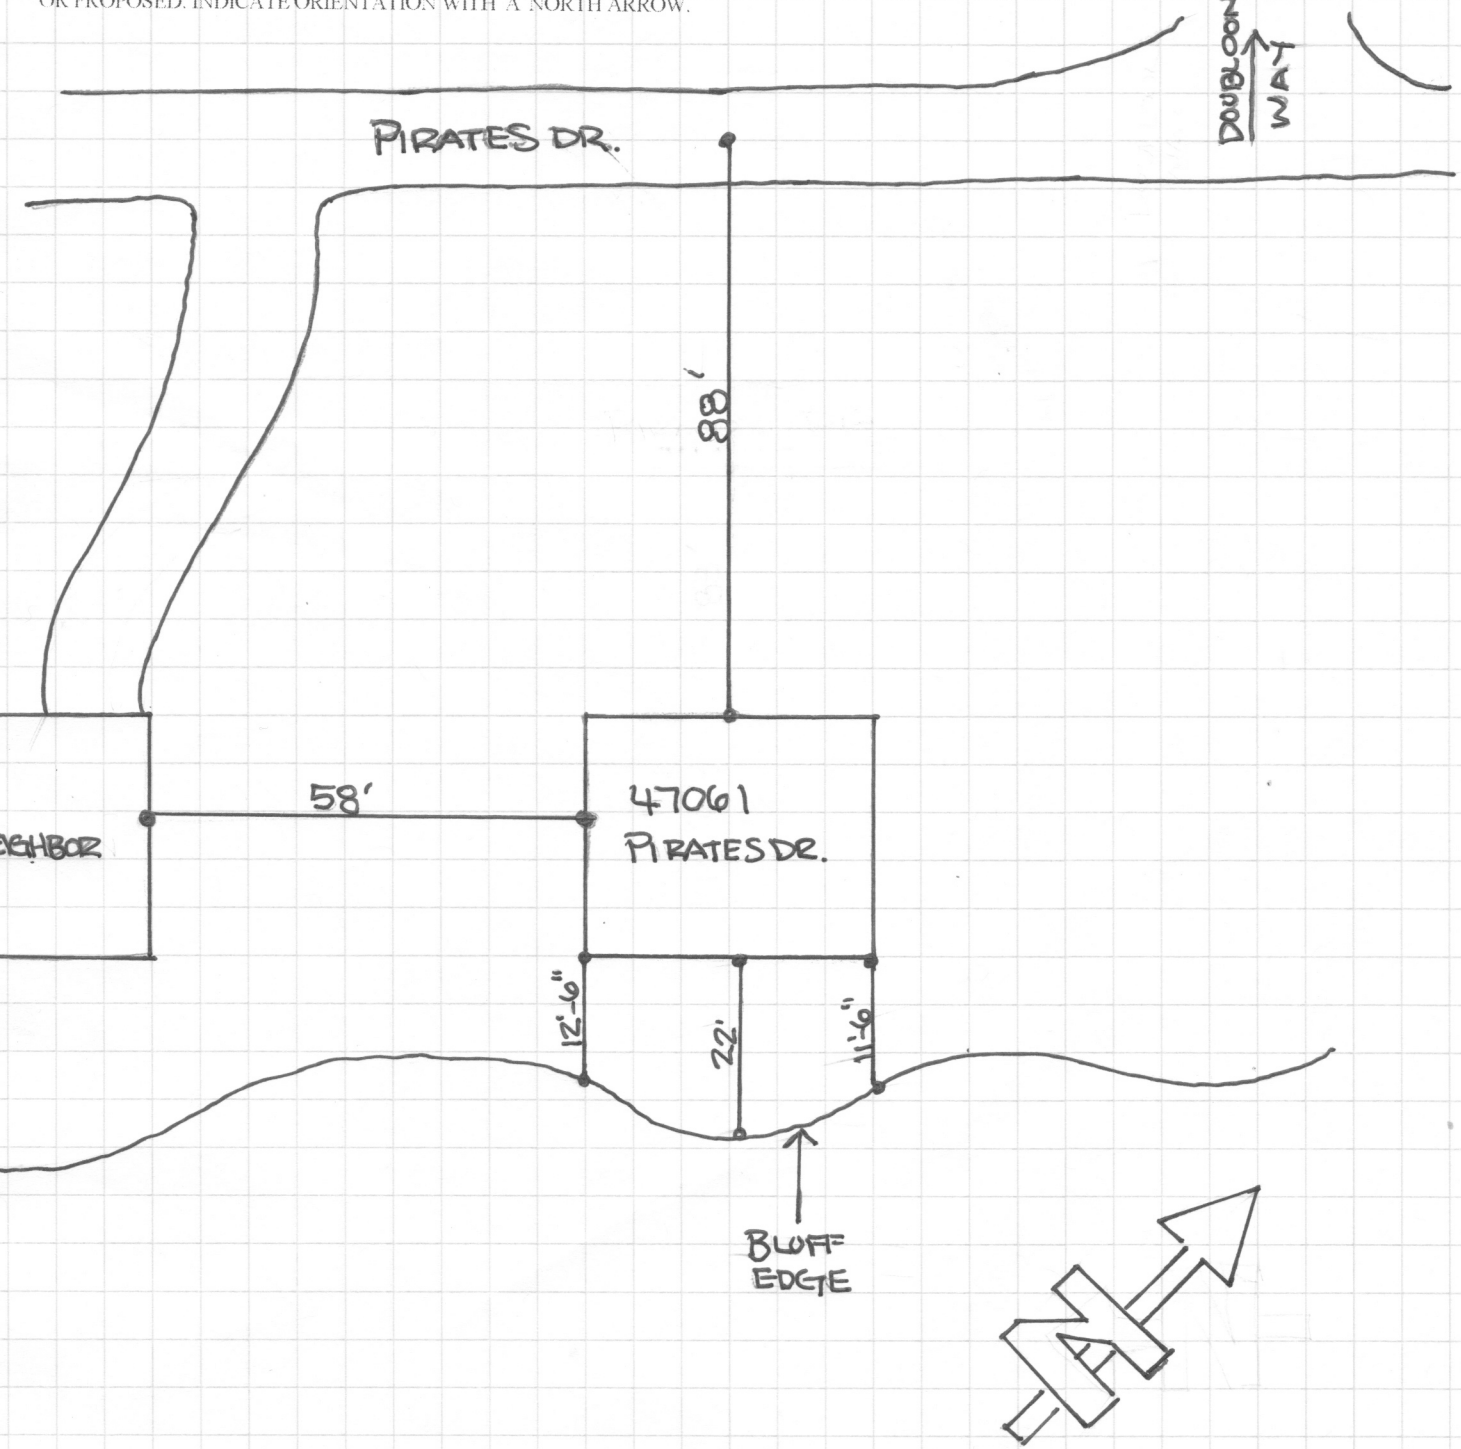 OR PROPOSED. INDICATE ORIENTATION WITH A NORTH ARROW.
DOUBLOON
WAY
PIRATES DR.
88'
58'
47061
PIRATES DR.
EIGHBOR
12'-6"
22'
11'-6"
BLUFF
EDGE
N